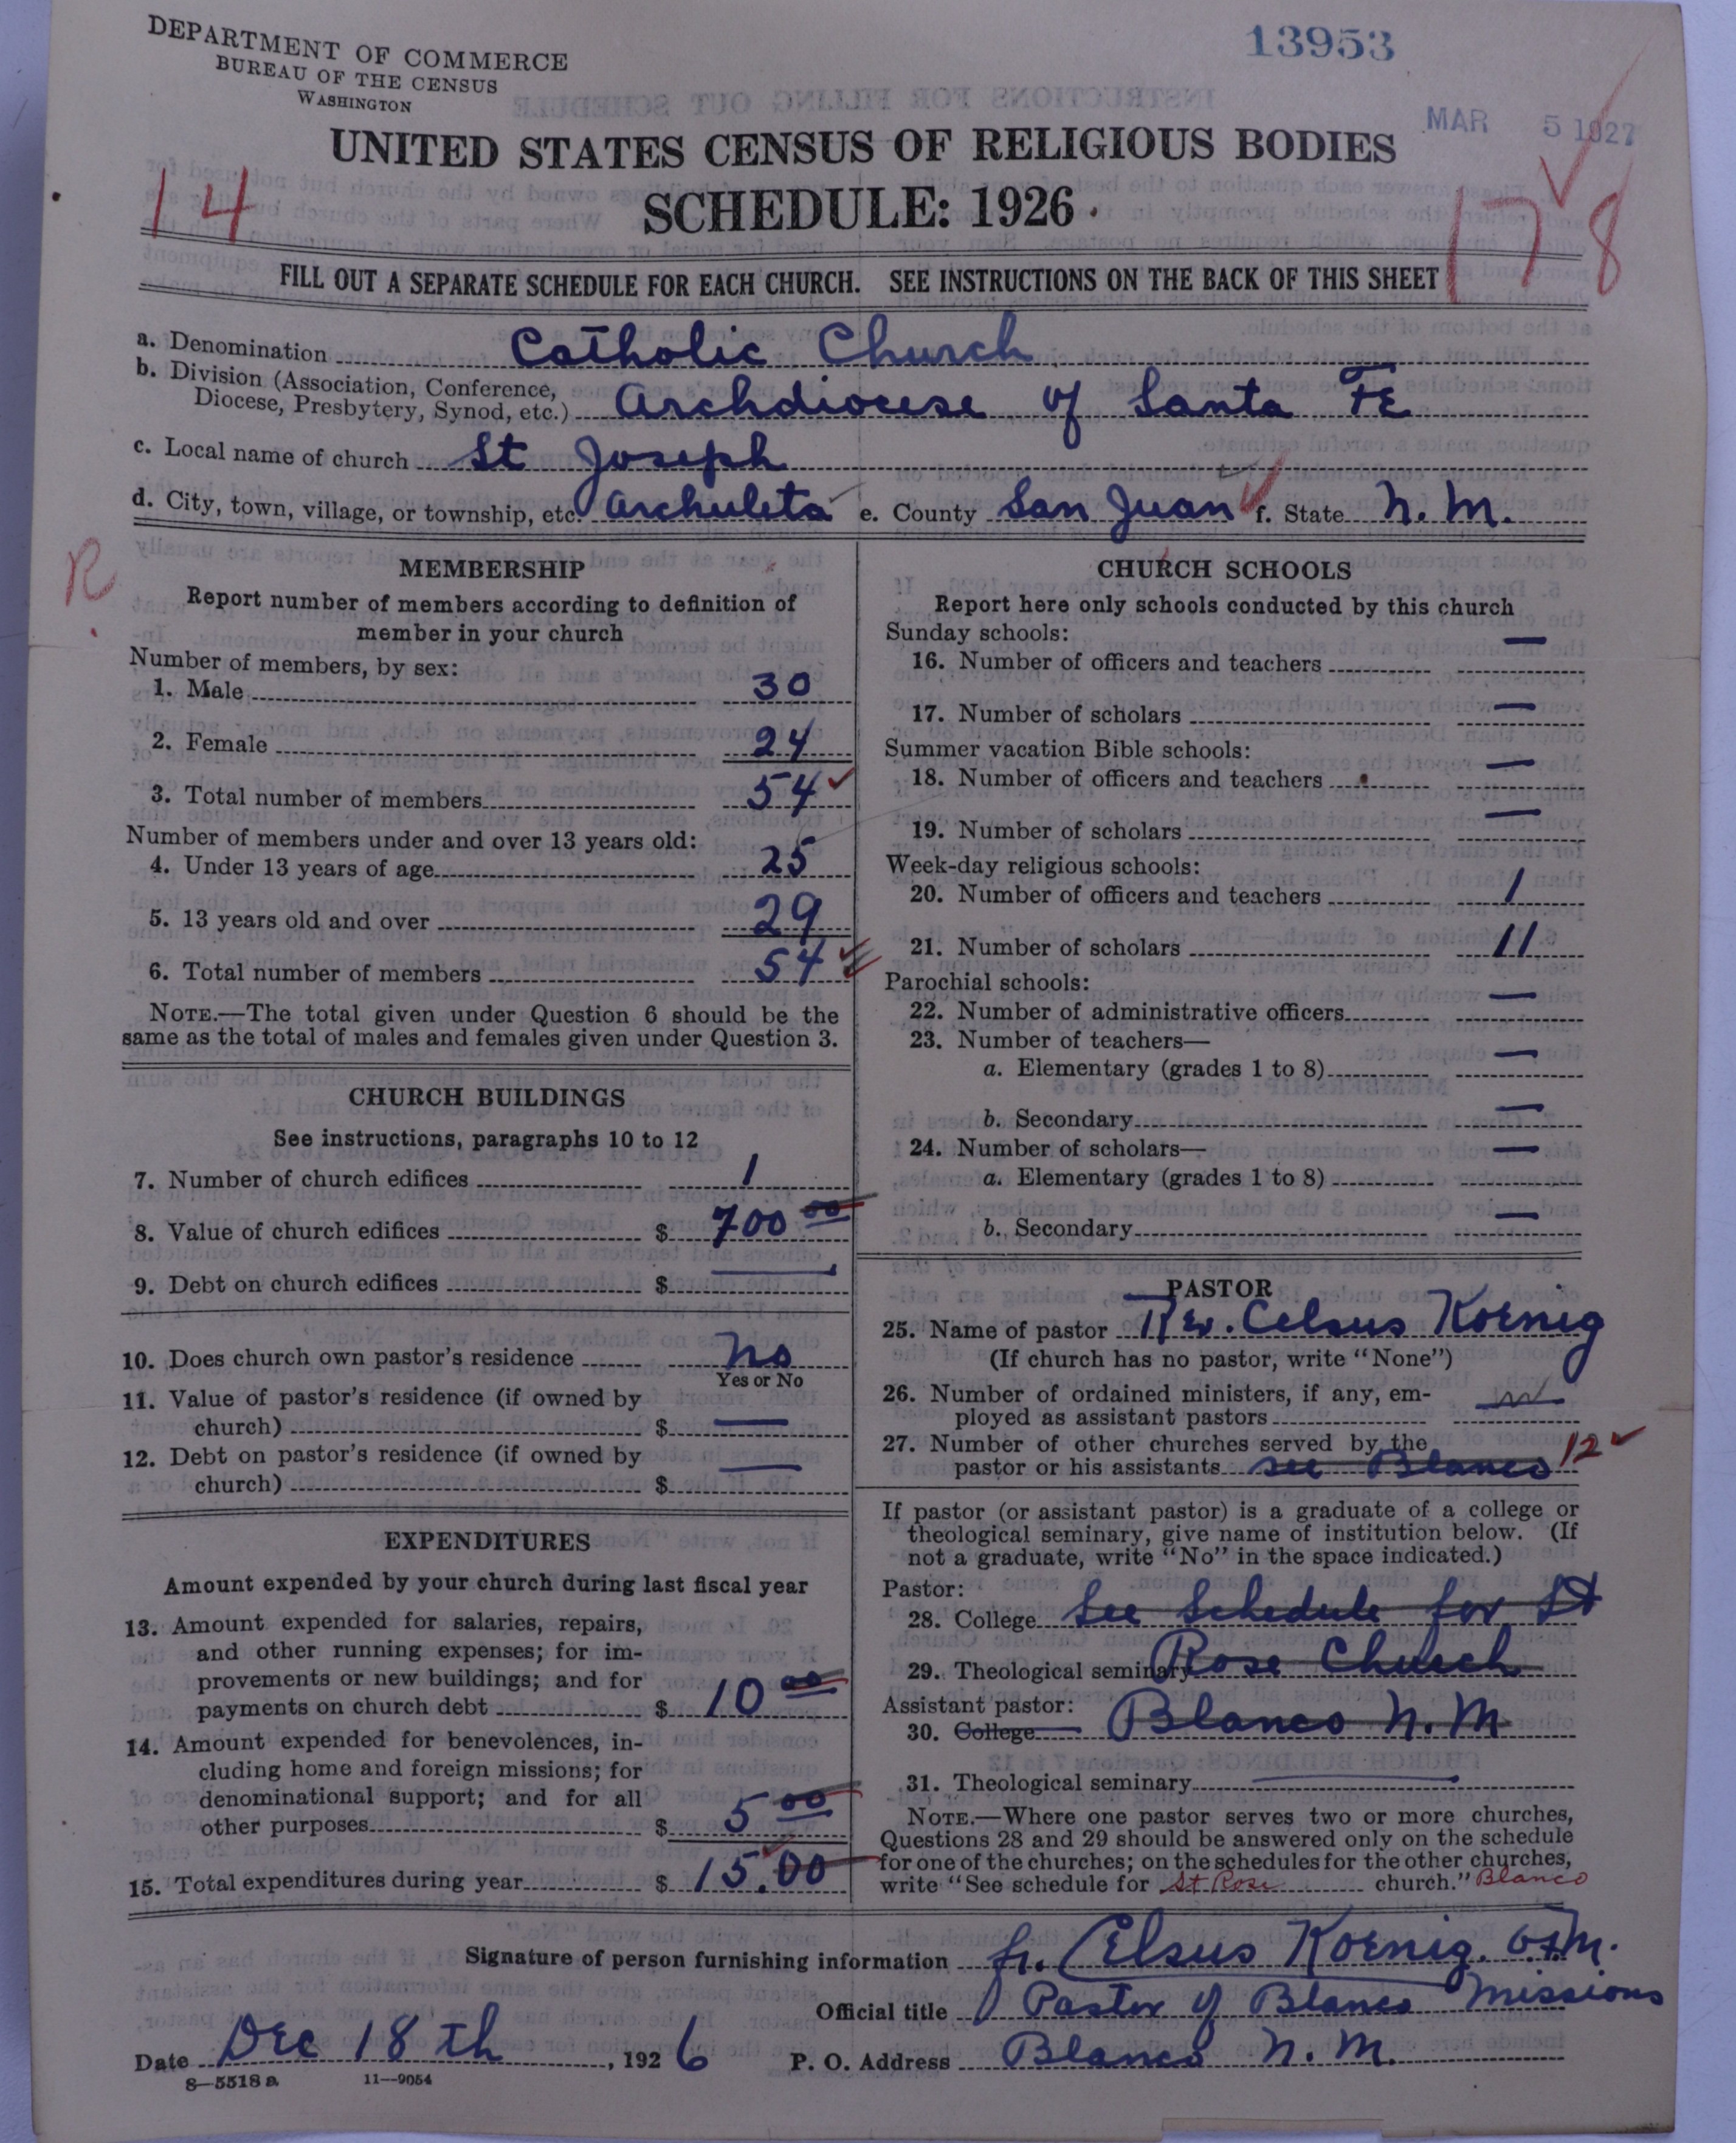 DEPARTMENT OF COMMERCE
BUREAU OF THE CENSUS
WASHINGTON
13953
MAR 5 1927
UNITED STATES CENSUS OF RELIGIOUS BODIES
SCHEDULE: 1926
14
178
FILL OUT A SEPARATE SCHEDULE FOR EACH CHURCH. SEE INSTRUCTIONS ON THE BACK OF THIS SHEET
a. Denomination Catholic Church
b. Division (Association, Conference,
Diocese, Presbytery, Synod, etc.) Archdiocese of Santa Fe
c. Local name of church St Joseph
d. City, town, village, or township, etc. Archuleta e. County San Juan f. State N. M.
R
MEMBERSHIP
Report number of members according to definition of
member in your church
Number of members, by sex:
1. Male 30
2. Female 24
3. Total number of members 54
Number of members under and over 13 years old:
4. Under 13 years of age 25
5. 13 years old and over 29
6. Total number of members 54
NOTE.—The total given under Question 6 should be the
same as the total of males and females given under Question 3.
CHURCH BUILDINGS
See instructions, paragraphs 10 to 12
7. Number of church edifices 1
8. Value of church edifices $ 700 00
9. Debt on church edifices $ —
10. Does church own pastor's residence No
Yes or No
11. Value of pastor's residence (if owned by
church) $ —
12. Debt on pastor's residence (if owned by
church) $ —
EXPENDITURES
Amount expended by your church during last fiscal year
13. Amount expended for salaries, repairs,
and other running expenses; for im-
provements or new buildings; and for
payments on church debt $ 10 00
14. Amount expended for benevolences, in-
cluding home and foreign missions; for
denominational support; and for all
other purposes $ 5 00
15. Total expenditures during year $ 15.00
CHURCH SCHOOLS
Report here only schools conducted by this church
Sunday schools:
16. Number of officers and teachers —
17. Number of scholars —
Summer vacation Bible schools:
18. Number of officers and teachers —
19. Number of scholars —
Week-day religious schools:
20. Number of officers and teachers 1
21. Number of scholars 11
Parochial schools:
22. Number of administrative officers —
23. Number of teachers—
a. Elementary (grades 1 to 8) —
b. Secondary —
24. Number of scholars—
a. Elementary (grades 1 to 8) —
b. Secondary —
PASTOR
25. Name of pastor Rev. Celsus Koenig
(If church has no pastor, write "None")
26. Number of ordained ministers, if any, em-
ployed as assistant pastors —
27. Number of other churches served by the
pastor or his assistants see Blanco 12
If pastor (or assistant pastor) is a graduate of a college or
theological seminary, give name of institution below. (If
not a graduate, write "No" in the space indicated.)
Pastor:
28. College See Schedule for St
29. Theological seminary Rose Church
Assistant pastor:
30. College Blanco N. M
31. Theological seminary —
NOTE.—Where one pastor serves two or more churches,
Questions 28 and 29 should be answered only on the schedule
for one of the churches; on the schedules for the other churches,
write "See schedule for St Rose church." Blanco
Signature of person furnishing information fr. Celsus Koenig. OFM.
Official title Pastor of Blanco Missions
Date Dec 18th, 1926 P. O. Address Blanco N. M.
8—5518 a 11—9054